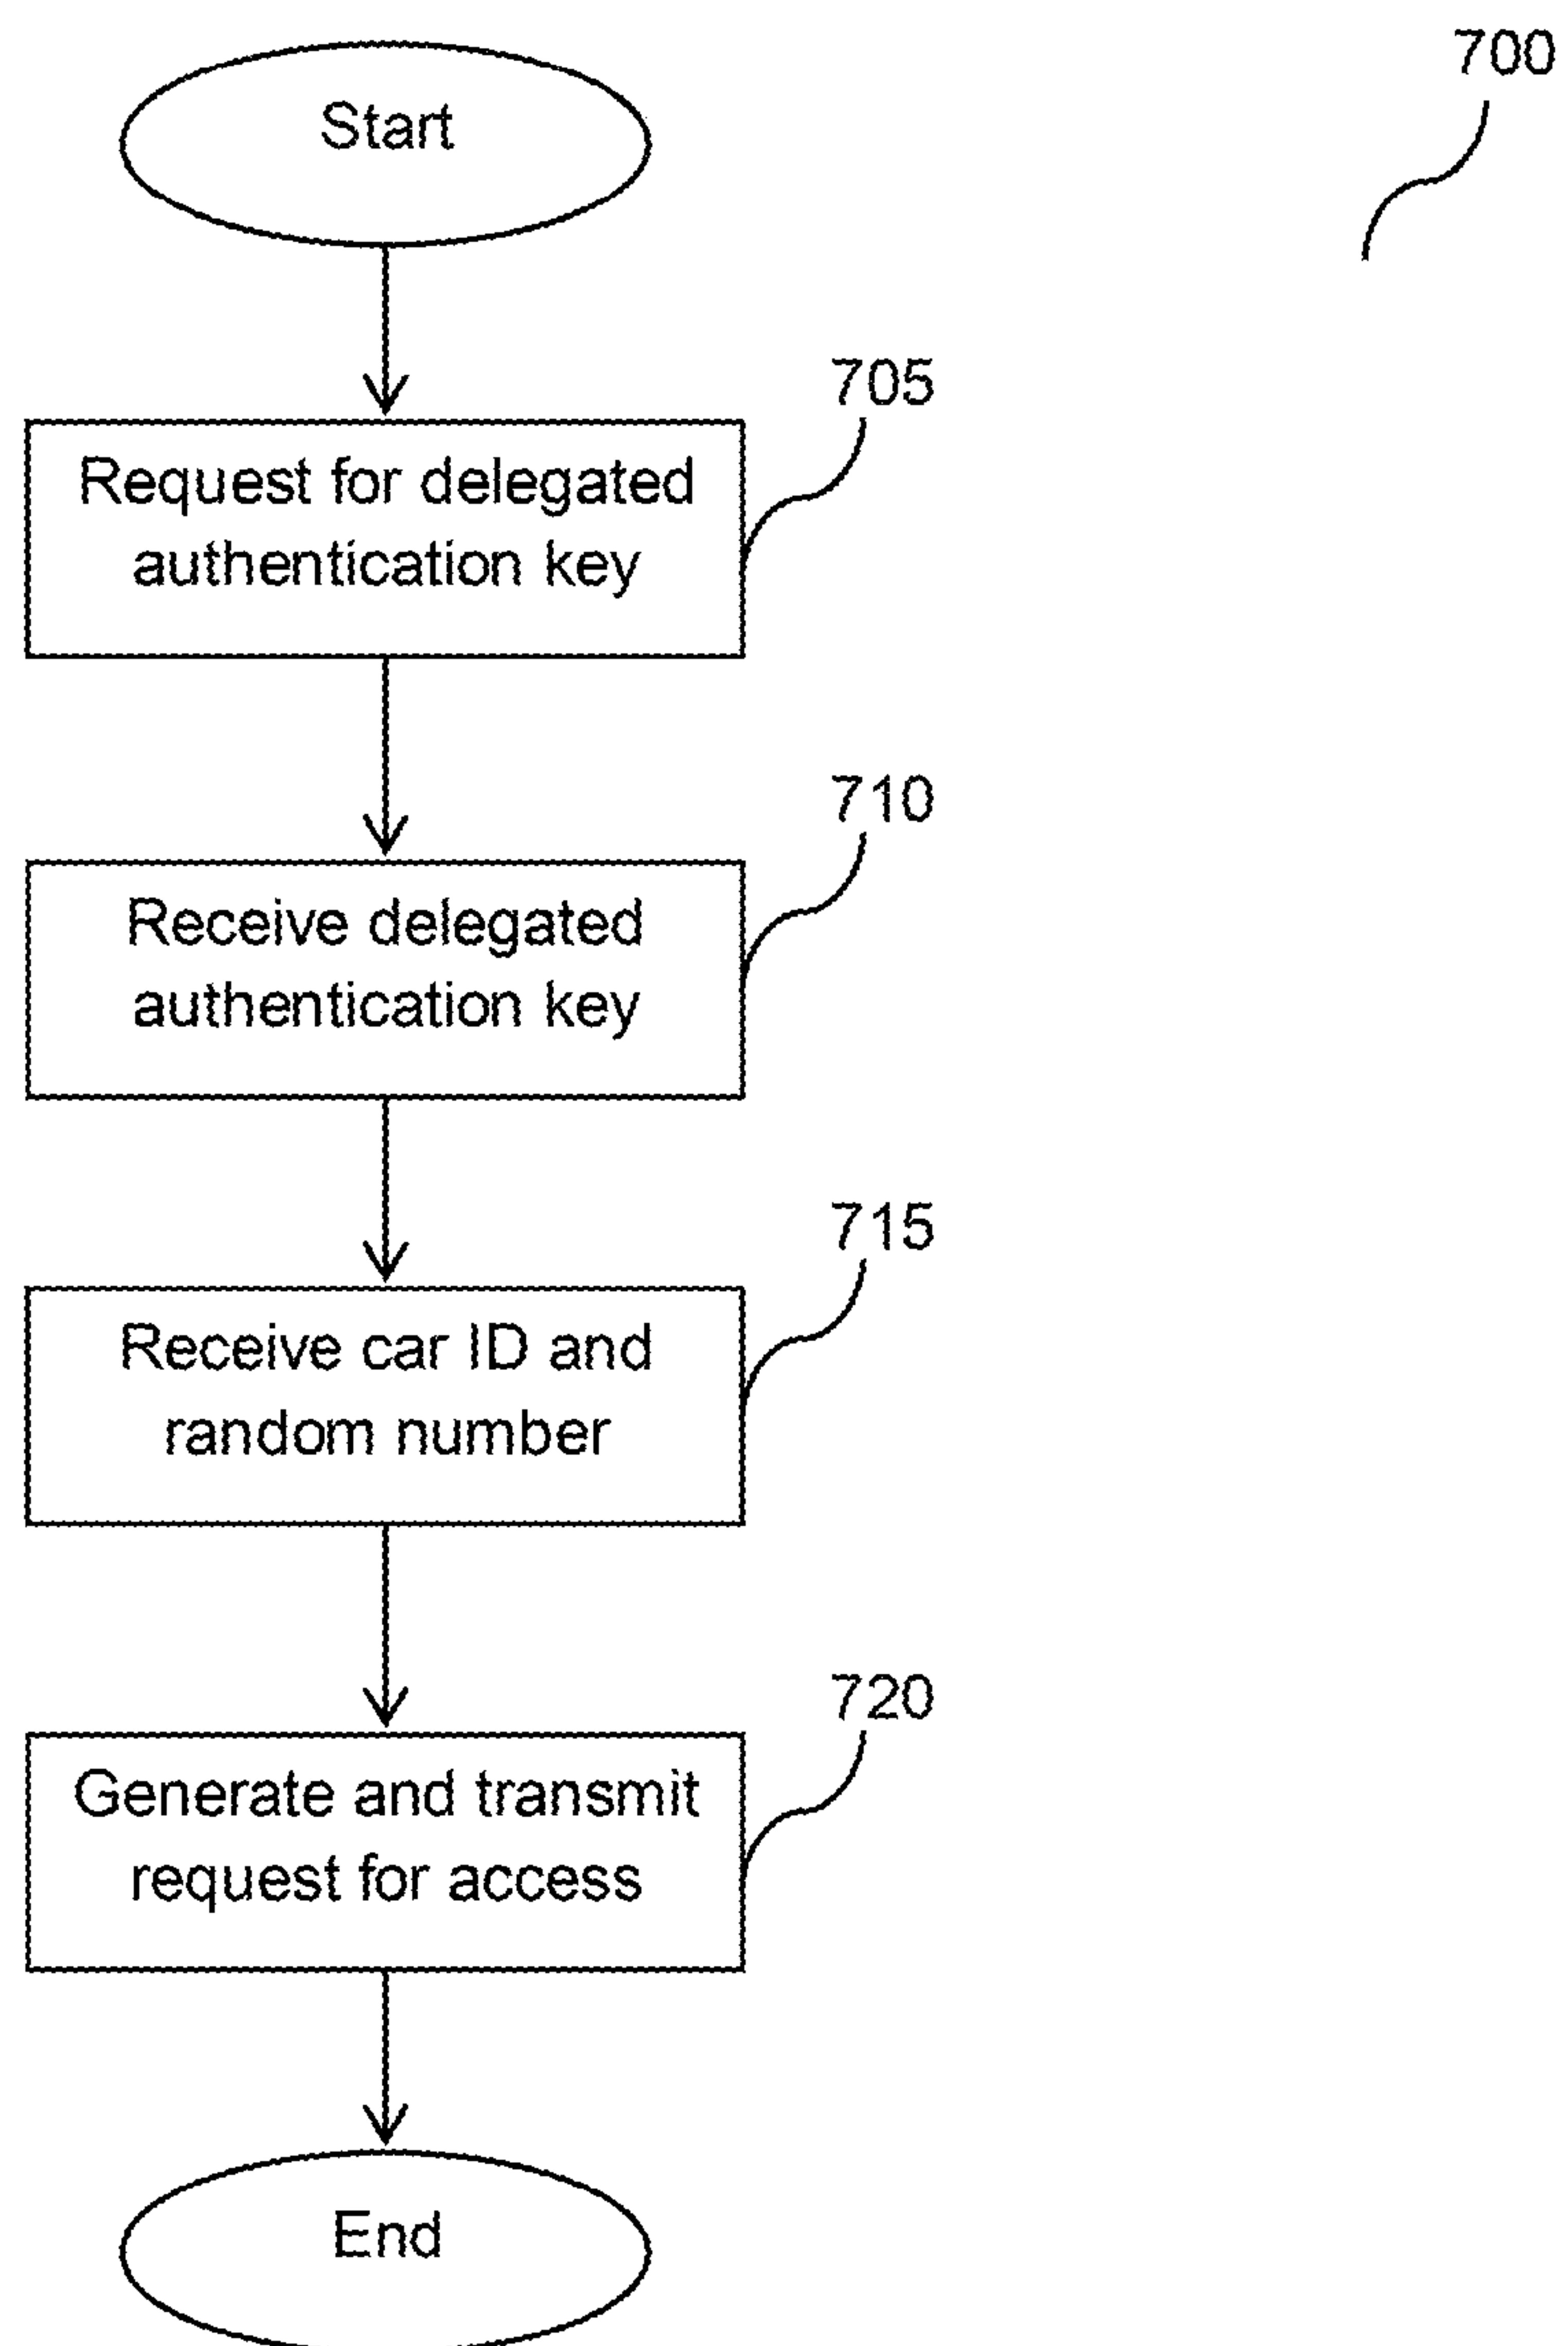 700
Start
705
Request for delegated
authentication key
710
Receive delegated
authentication key
715
Receive car ID and
random number
720
Generate and transmit
request for access
End